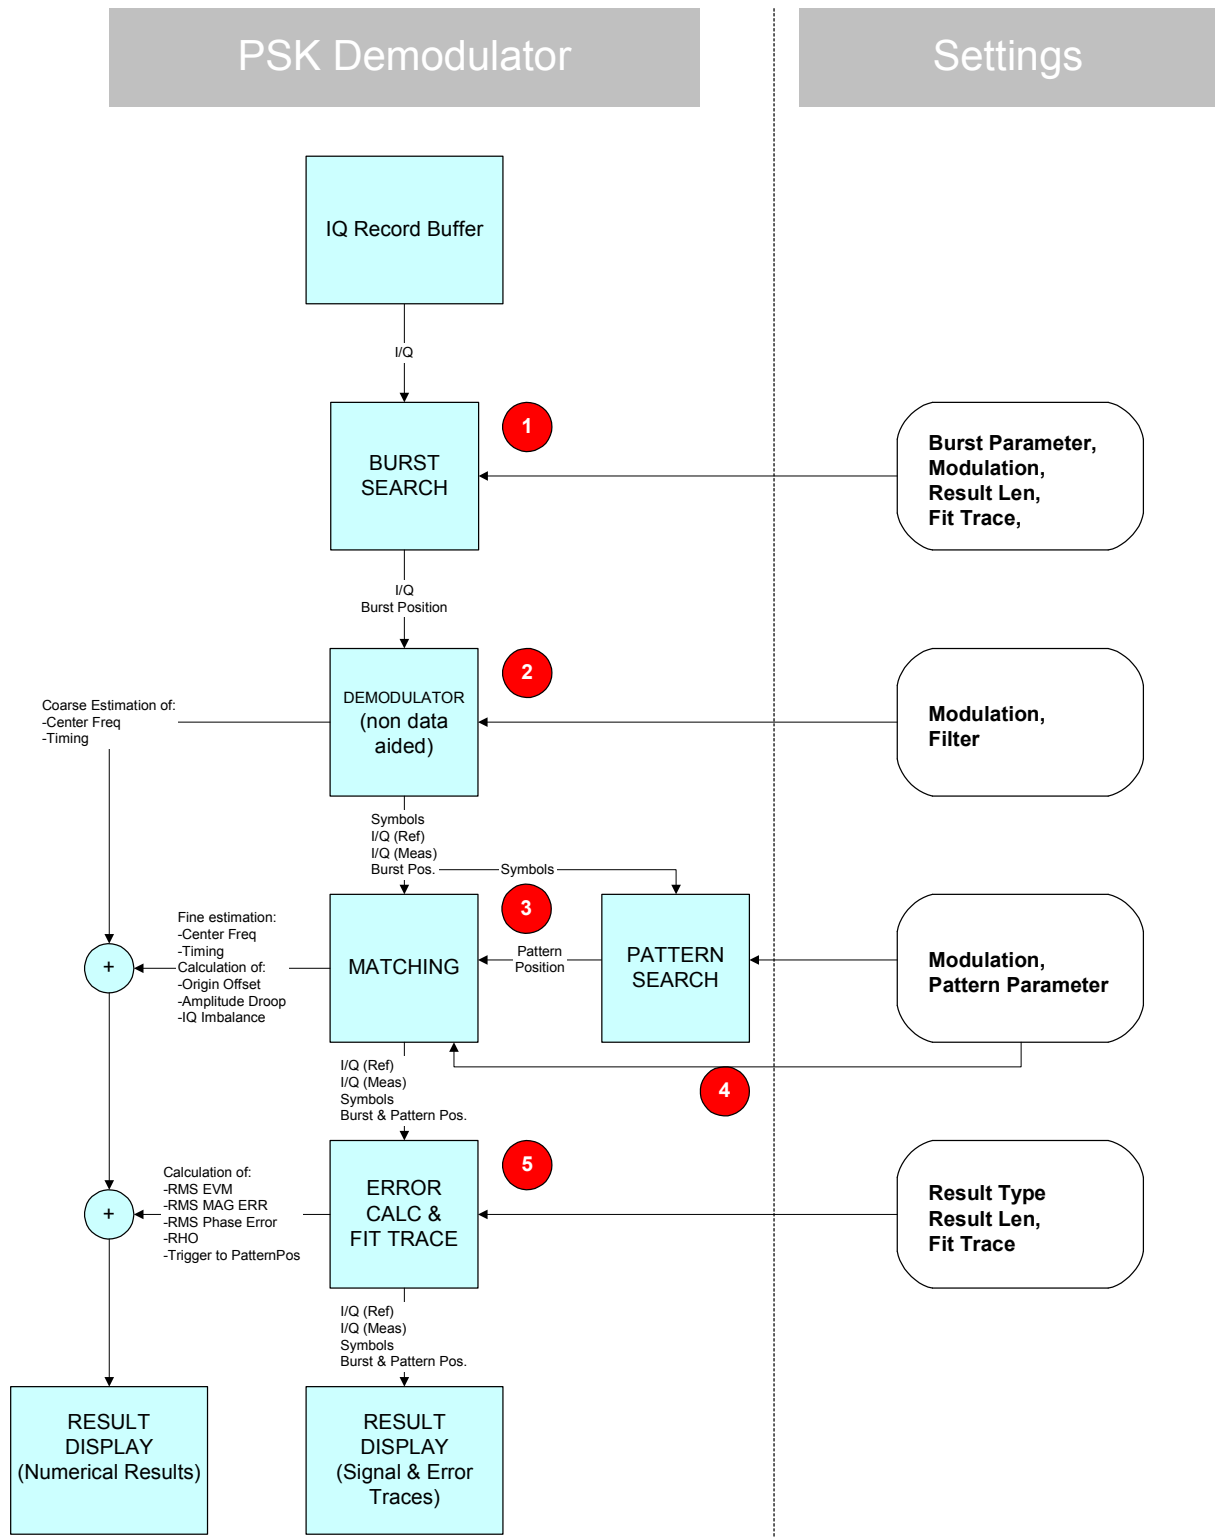 PSK Demodulator
Settings
IQ Record Buffer
I/Q
1
BURST
SEARCH
Burst Parameter,
Modulation,
Result Len,
Fit Trace,
I/Q
Burst Position
2
DEMODULATOR
(non data
aided)
Modulation,
Filter
Coarse Estimation of:
-Center Freq
-Timing
Symbols
I/Q (Ref)
I/Q (Meas)
Burst Pos.
Symbols
3
MATCHING
Pattern
Position
PATTERN
SEARCH
Modulation,
Pattern Parameter
Fine estimation:
-Center Freq
-Timing
Calculation of:
-Origin Offset
-Amplitude Droop
-IQ Imbalance
+
I/Q (Ref)
I/Q (Meas)
Symbols
Burst & Pattern Pos.
4
5
ERROR
CALC &
FIT TRACE
Result Type
Result Len,
Fit Trace
Calculation of:
-RMS EVM
-RMS MAG ERR
-RMS Phase Error
-RHO
-Trigger to PatternPos
+
I/Q (Ref)
I/Q (Meas)
Symbols
Burst & Pattern Pos.
RESULT
DISPLAY
(Numerical Results)
RESULT
DISPLAY
(Signal & Error
Traces)